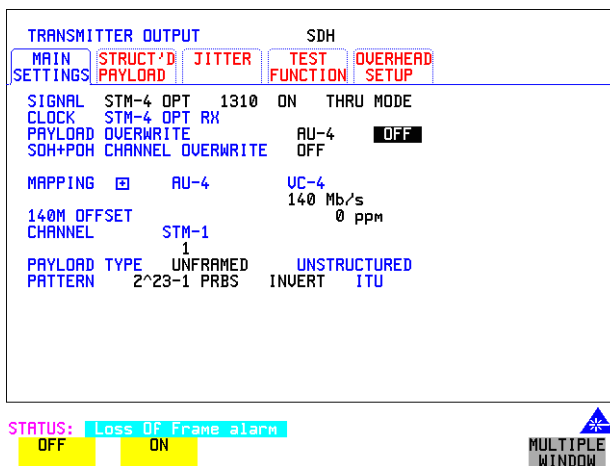 TRANSMITTER OUTPUT SDH
MAIN SETTINGS STRUCT'D PAYLOAD JITTER TEST FUNCTION OVERHEAD SETUP
SIGNAL STM-4 OPT 1310 ON THRU MODE
CLOCK STM-4 OPT RX
PAYLOAD OVERWRITE AU-4 OFF
SOH+POH CHANNEL OVERWRITE OFF
MAPPING + AU-4 VC-4
140 Mb/s
140M OFFSET 0 ppm
CHANNEL STM-1
1
PAYLOAD TYPE UNFRAMED UNSTRUCTURED
PATTERN 2^23-1 PRBS INVERT ITU
STATUS: Loss Of Frame alarm
OFF ON MULTIPLE WINDOW